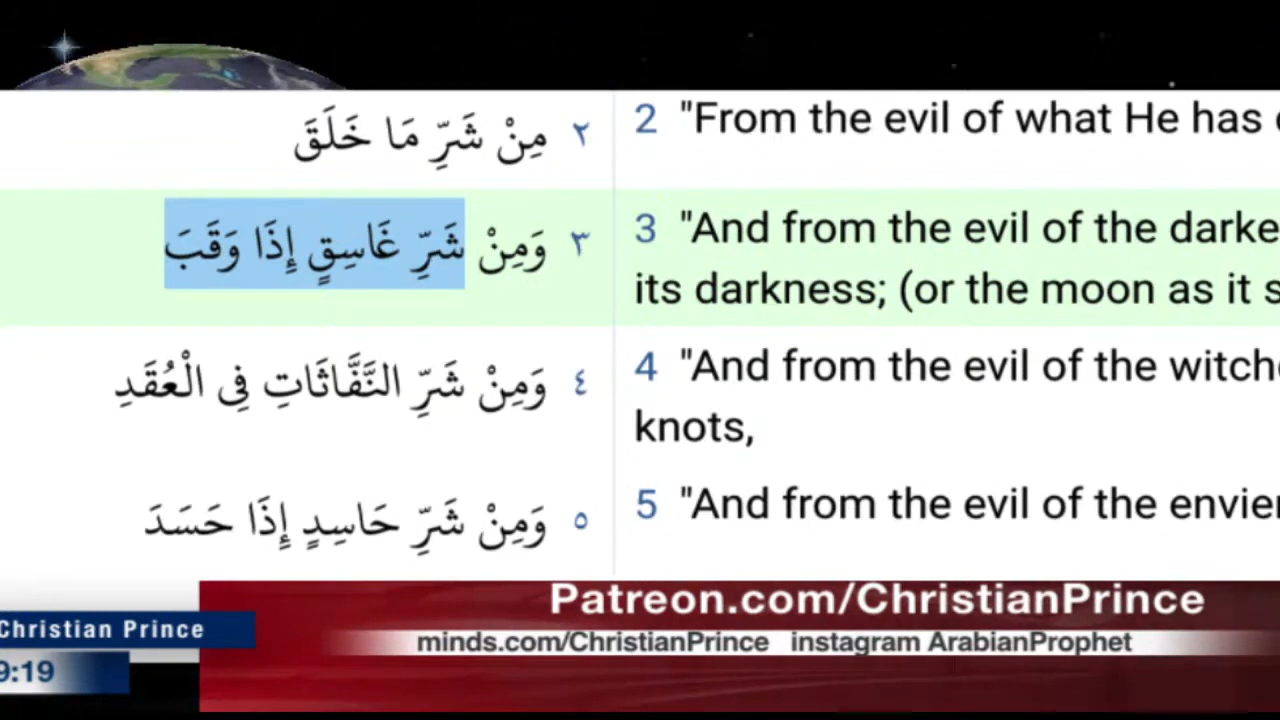 مِنْ شَرِّ مَا خَلَقَ ٢
2 "From the evil of what He has
وَمِنْ شَرِّ غَاسِقٍ إِذَا وَقَبَ ٣
3 "And from the evil of the darke
its darkness; (or the moon as it s
وَمِنْ شَرِّ النَّفَّاثَاتِ فِى الْعُقَدِ ٤
4 "And from the evil of the witch
knots,
وَمِنْ شَرِّ حَاسِدٍ إِذَا حَسَدَ ٥
5 "And from the evil of the envier
Patreon.com/ChristianPrince
Christian Prince
minds.com/ChristianPrince instagram ArabianProphet
9:19